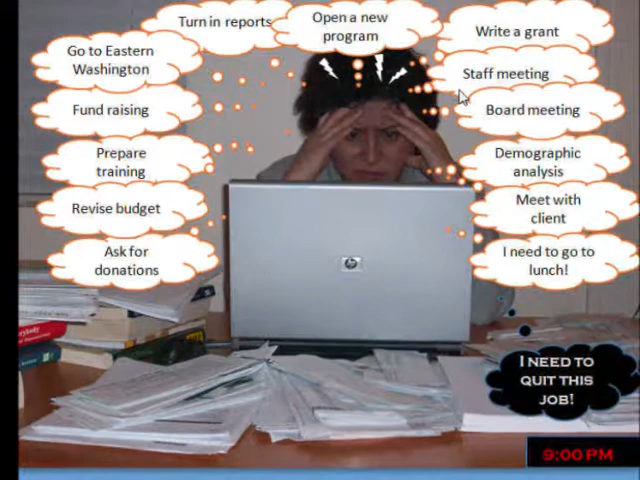 Turn in reports
Open a new
program
Write a grant
Go to Eastern
Washington
Staff meeting
Fund raising
Board meeting
Prepare
training
Demographic
analysis
Revise budget
Meet with
client
Ask for
donations
I need to go to
lunch!
hp
erybody
I NEED TO
QUIT THIS
JOB!
9:00 PM